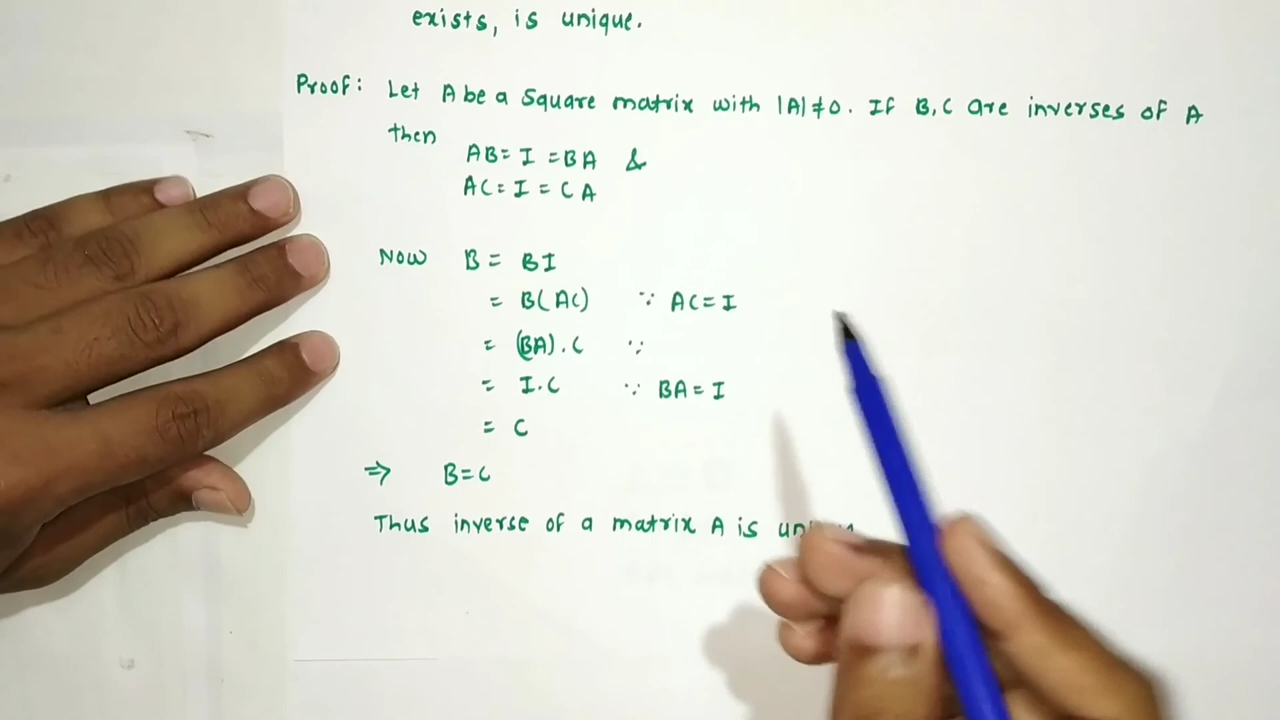 exists, is unique.
Proof: Let A be a Square matrix with |A|≠0. If B,C are inverses of A
then
AB = I = BA &
AC = I = CA
Now B = BI
= B(AC) ∵ AC = I
= (BA).C ∵
= I.C ∵ BA = I
= C
⇒ B=C
Thus inverse of a matrix A is